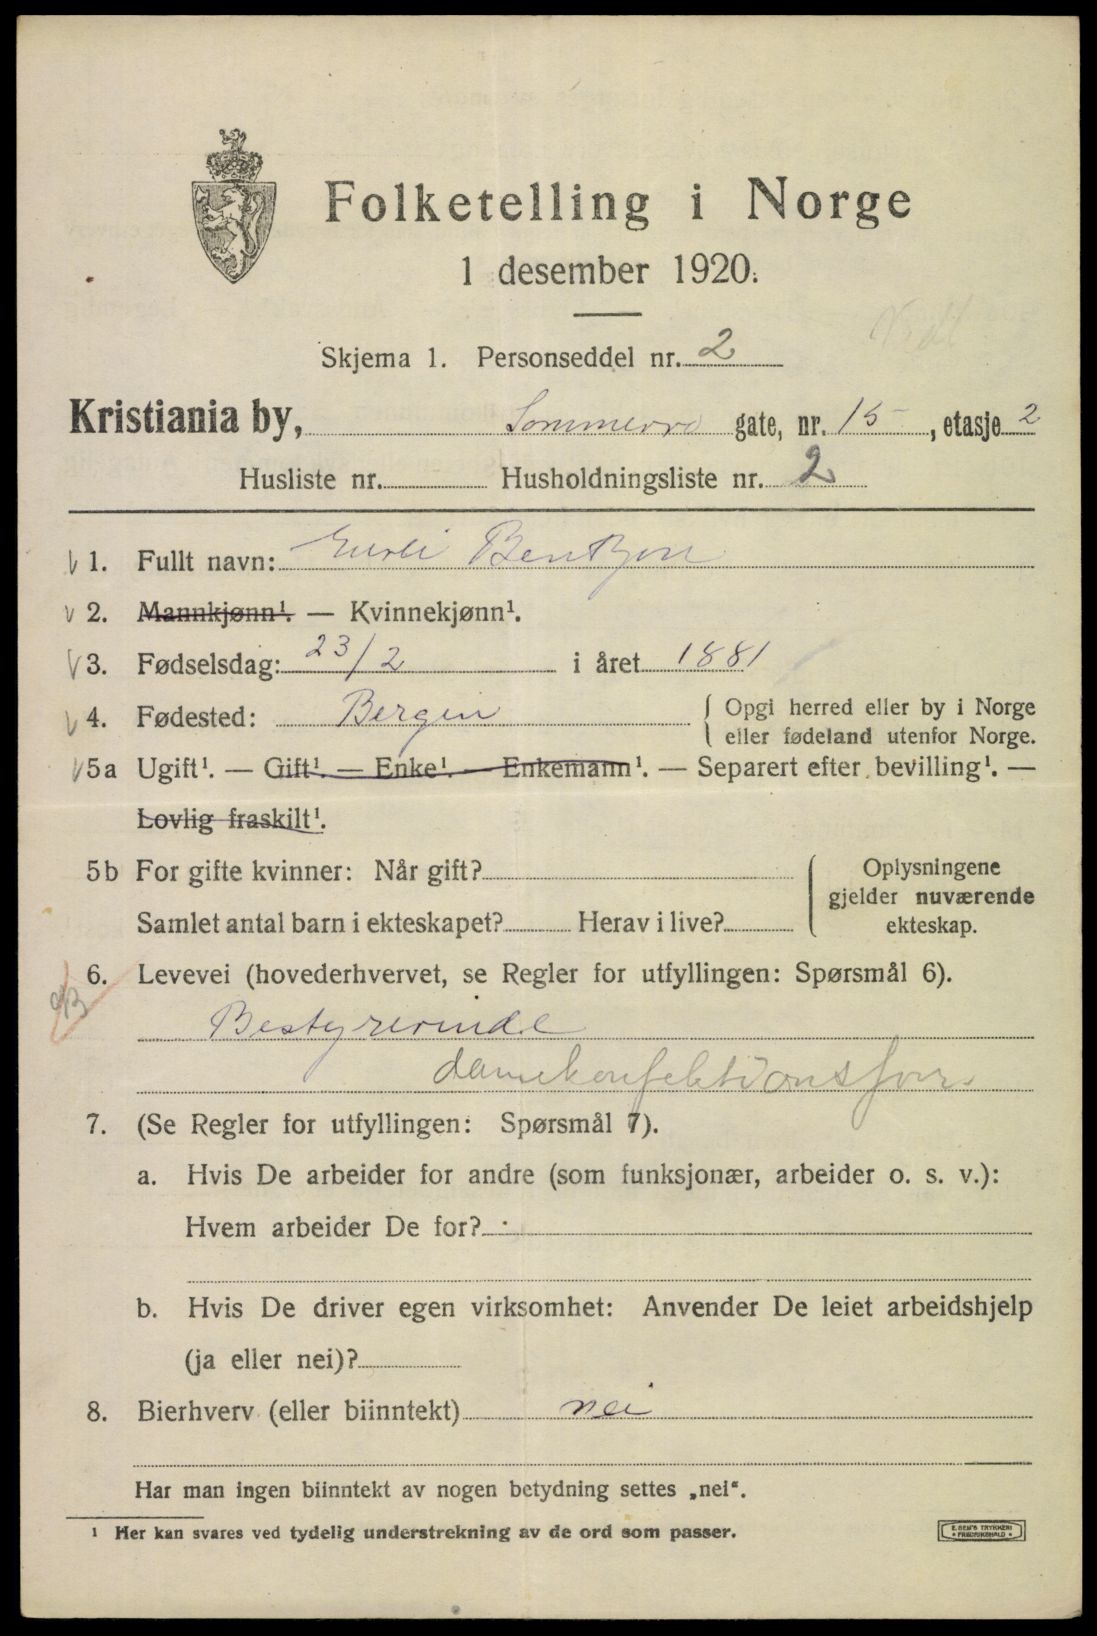 Folketelling i Norge
1 desember 1920.
Skjema 1. Personseddel nr. 2
Kristiania by, Sommerro gate, nr. 15 , etasje 2
Husliste nr. Husholdningsliste nr. 2
1. Fullt navn: Bentzon
2. Mannkjønn¹. — Kvinnekjønn¹.
3. Fødselsdag: 23/2 i året 1881
4. Fødested: Bergen { Opgi herred eller by i Norge
eller fødeland utenfor Norge.
5a Ugift¹. — Gift¹. — Enke¹. — Enkemann¹. — Separert efter bevilling¹. —
Lovlig fraskilt¹.
5b For gifte kvinner: Når gift? { Oplysningene
gjelder nuværende
Samlet antal barn i ekteskapet? Herav i live? ekteskap.
6. Levevei (hovederhvervet, se Regler for utfyllingen: Spørsmål 6).
Bestyrerinde
damekonfektionsforr.
7. (Se Regler for utfyllingen: Spørsmål 7).
a. Hvis De arbeider for andre (som funksjonær, arbeider o. s. v.):
Hvem arbeider De for?
b. Hvis De driver egen virksomhet: Anvender De leiet arbeidshjelp
(ja eller nei)?
8. Bierhverv (eller biinntekt) nei
Har man ingen biinntekt av nogen betydning settes „nei“.
¹ Her kan svares ved tydelig understrekning av de ord som passer.
E. SEM'S TRYKKERI
* FREDRIKSHALD *